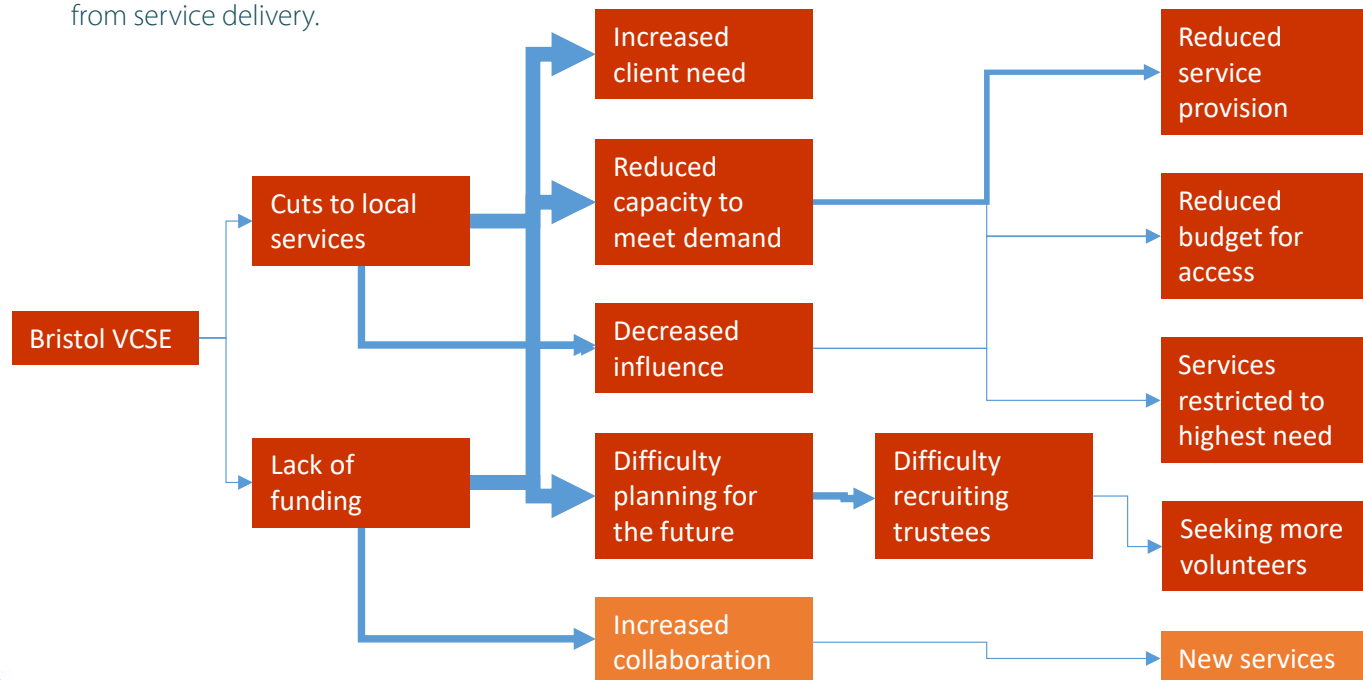 from service delivery.
Bristol VCSE
Cuts to local
services
Lack of
funding
Increased
client need
Reduced
capacity to
meet demand
Decreased
influence
Difficulty
planning for
the future
Increased
collaboration
Difficulty
recruiting
trustees
Reduced
service
provision
Reduced
budget for
access
Services
restricted to
highest need
Seeking more
volunteers
New services